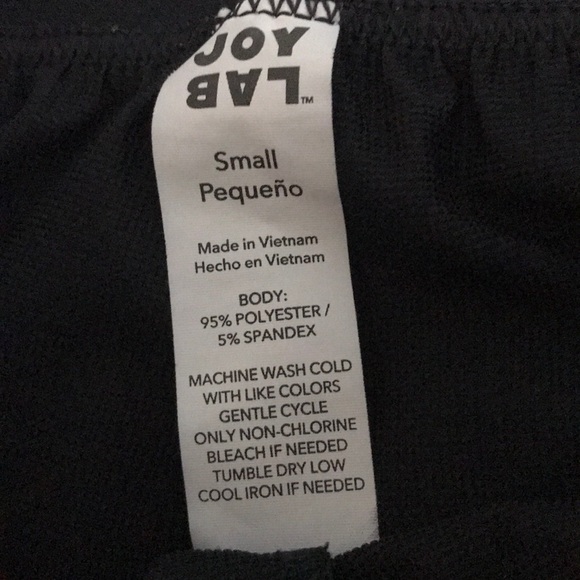 JOY
LAB™
Small
Pequeño
Made in Vietnam
Hecho en Vietnam
BODY:
95% POLYESTER /
5% SPANDEX
MACHINE WASH COLD
WITH LIKE COLORS
GENTLE CYCLE
ONLY NON-CHLORINE
BLEACH IF NEEDED
TUMBLE DRY LOW
COOL IRON IF NEEDED